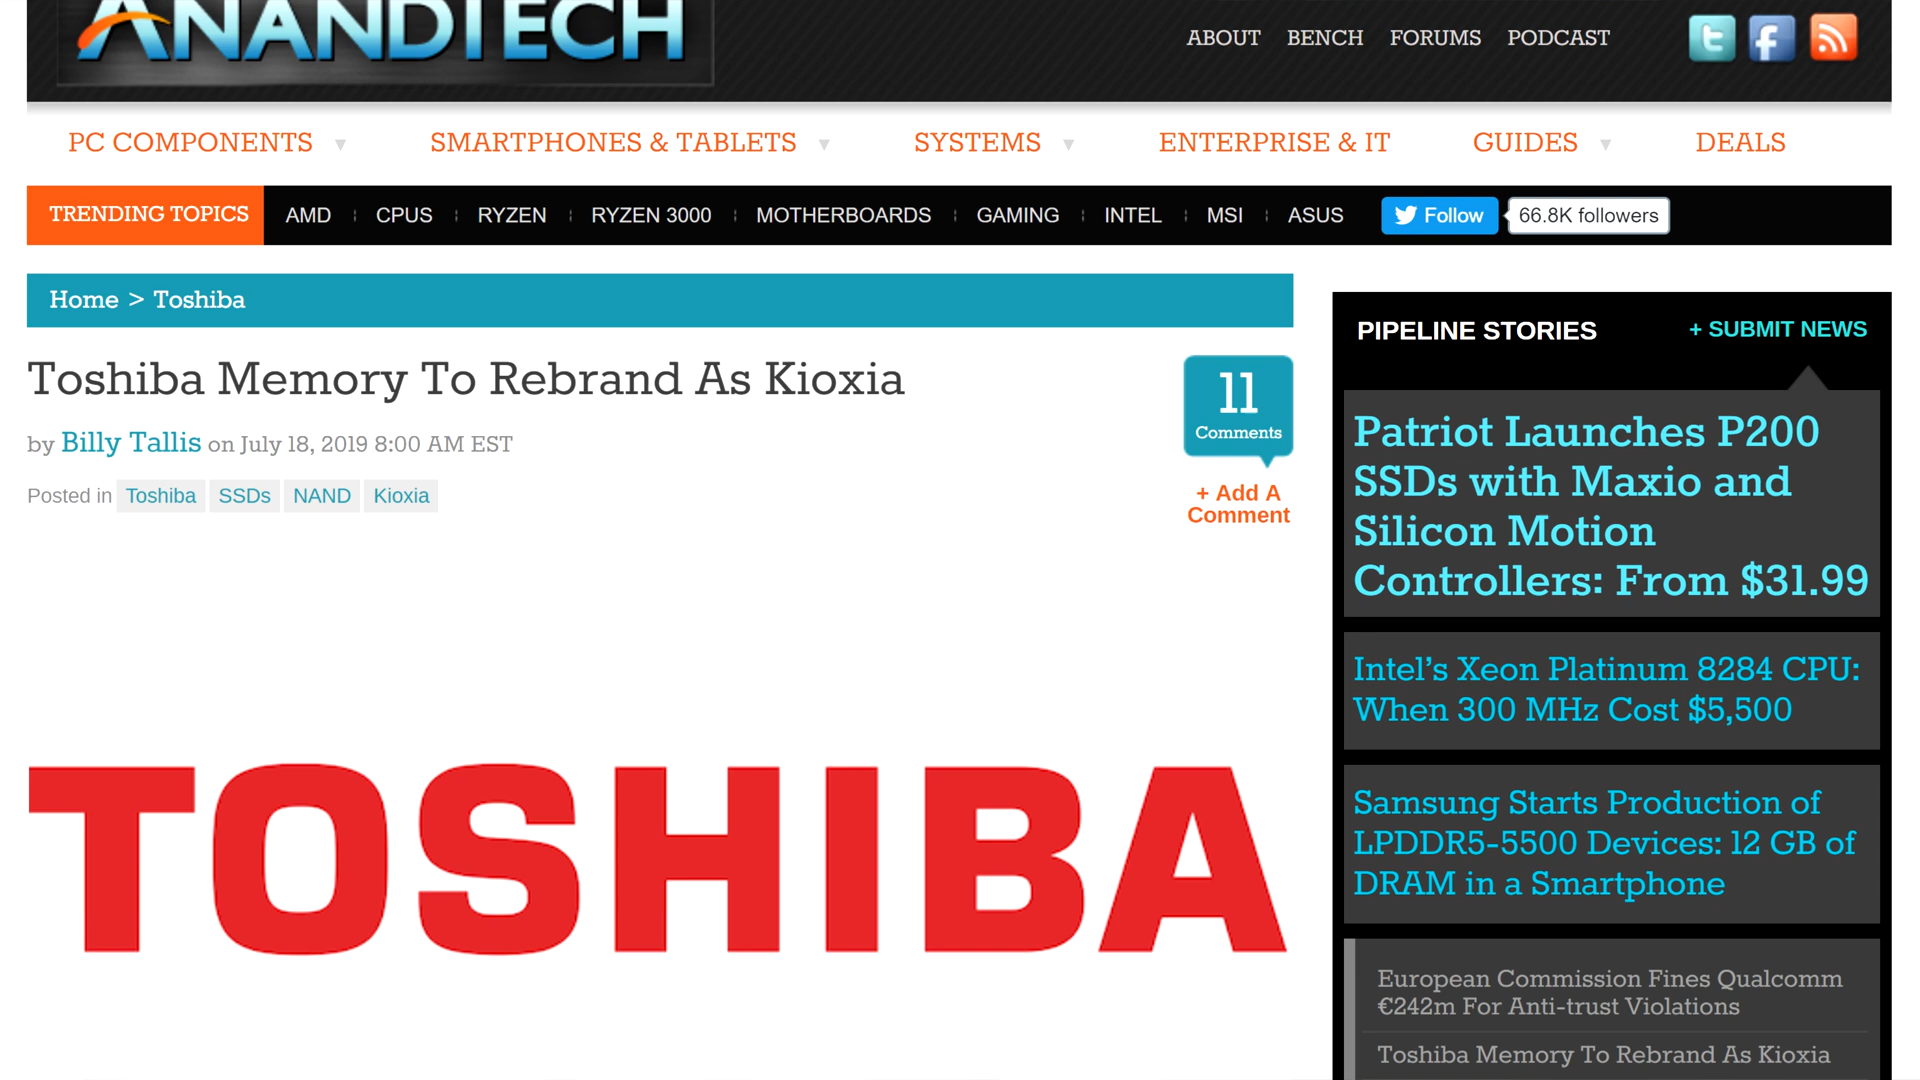 ANANDTECH
ABOUT BENCH FORUMS PODCAST
PC COMPONENTS SMARTPHONES & TABLETS SYSTEMS ENTERPRISE & IT GUIDES DEALS
TRENDING TOPICS AMD CPUS RYZEN RYZEN 3000 MOTHERBOARDS GAMING INTEL MSI ASUS Follow 66.8K followers
Home > Toshiba
Toshiba Memory To Rebrand As Kioxia
by Billy Tallis on July 18, 2019 8:00 AM EST
Posted in Toshiba SSDs NAND Kioxia
11
Comments
+ Add A
Comment
TOSHIBA
PIPELINE STORIES + SUBMIT NEWS
Patriot Launches P200
SSDs with Maxio and
Silicon Motion
Controllers: From $31.99
Intel’s Xeon Platinum 8284 CPU:
When 300 MHz Cost $5,500
Samsung Starts Production of
LPDDR5-5500 Devices: 12 GB of
DRAM in a Smartphone
European Commission Fines Qualcomm
€242m For Anti-trust Violations
Toshiba Memory To Rebrand As Kioxia